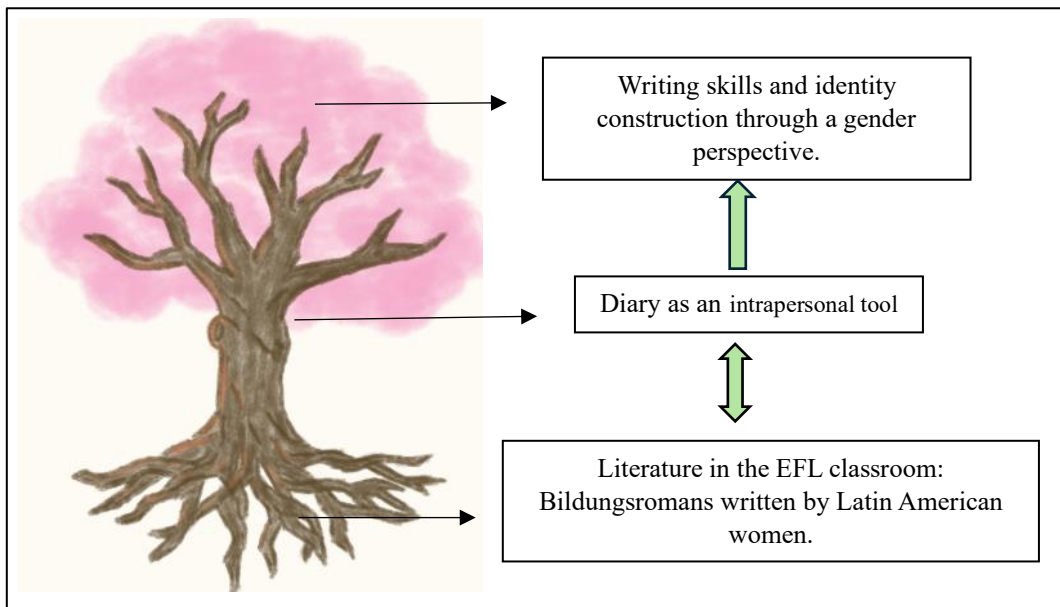 Writing skills and identity
construction through a gender
perspective.
Diary as an intrapersonal tool
Literature in the EFL classroom:
Bildungsromans written by Latin American
women.